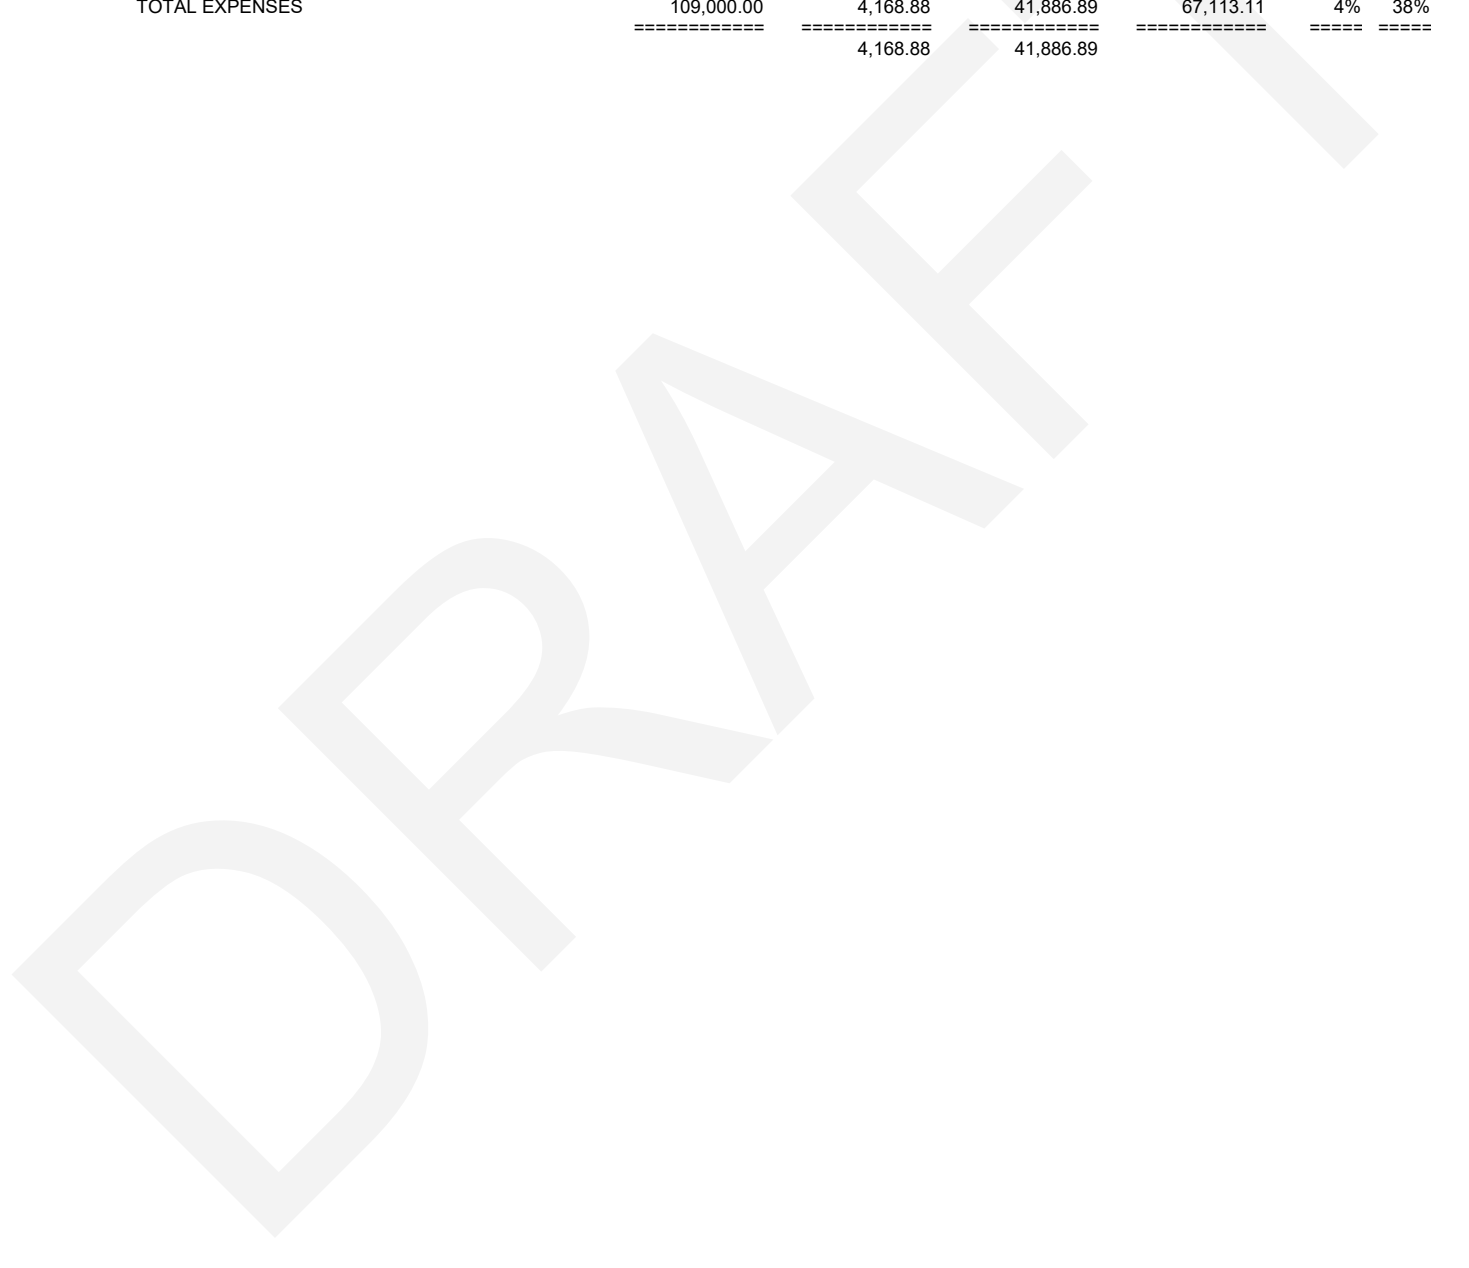 TOTAL EXPENSES 109,000.00 4,168.88 41,886.89 67,113.11 4% 38%
============ ============ ============ ============ ===== =====
4,168.88 41,886.89
DRAFT